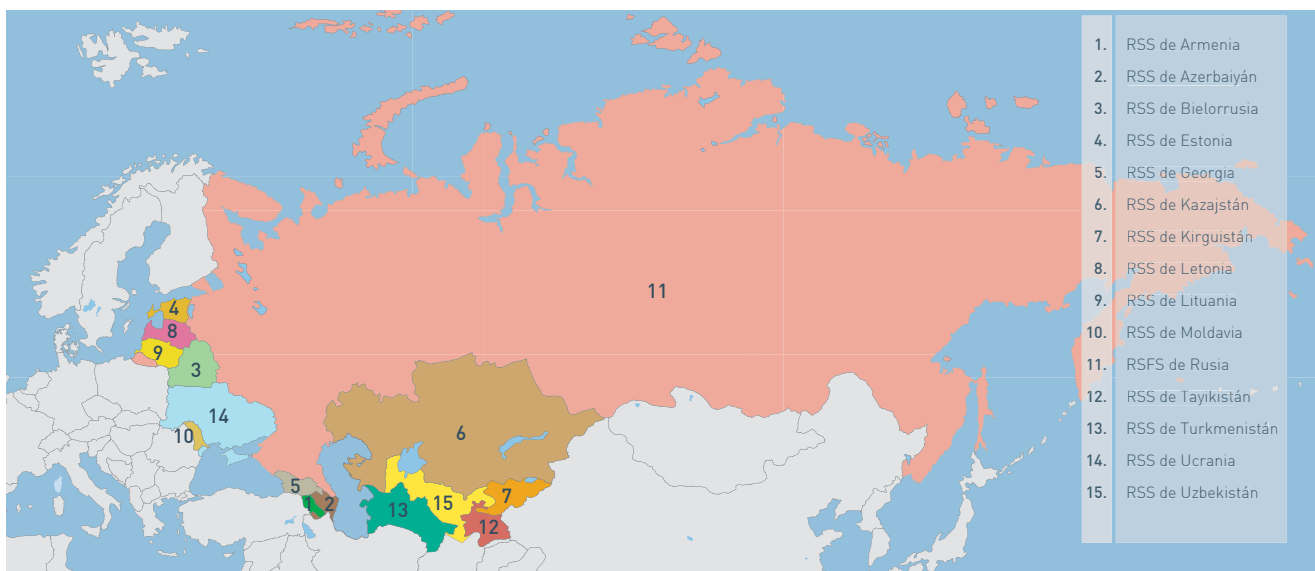 1. RSS de Armenia
2. RSS de Azerbaiyán
3. RSS de Bielorrusia
4. RSS de Estonia
5. RSS de Georgia
6. RSS de Kazajstán
7. RSS de Kirguistán
8. RSS de Letonia
9. RSS de Lituania
10. RSS de Moldavia
11. RSFS de Rusia
12. RSS de Tayikistán
13. RSS de Turkmenistán
14. RSS de Ucrania
15. RSS de Uzbekistán
11
4
8
9
3
14
10
6
5
1
2
13
15
7
12